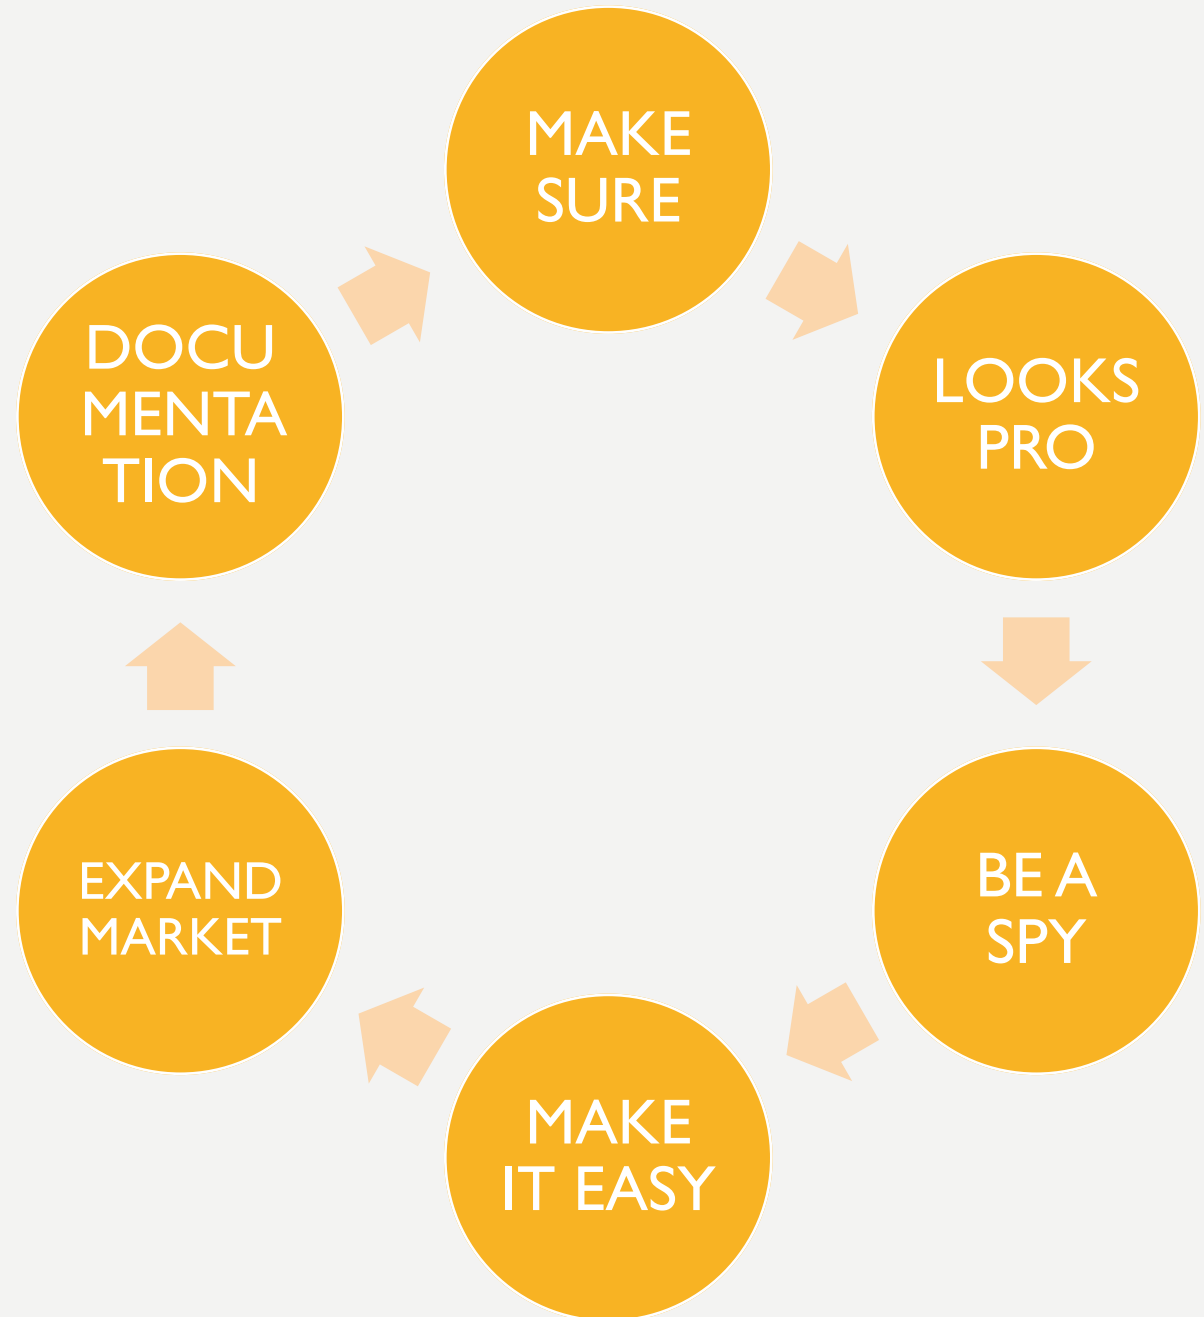 MAKE
SURE
LOOKS
PRO
BE A
SPY
MAKE
IT EASY
EXPAND
MARKET
DOCU
MENTA
TION